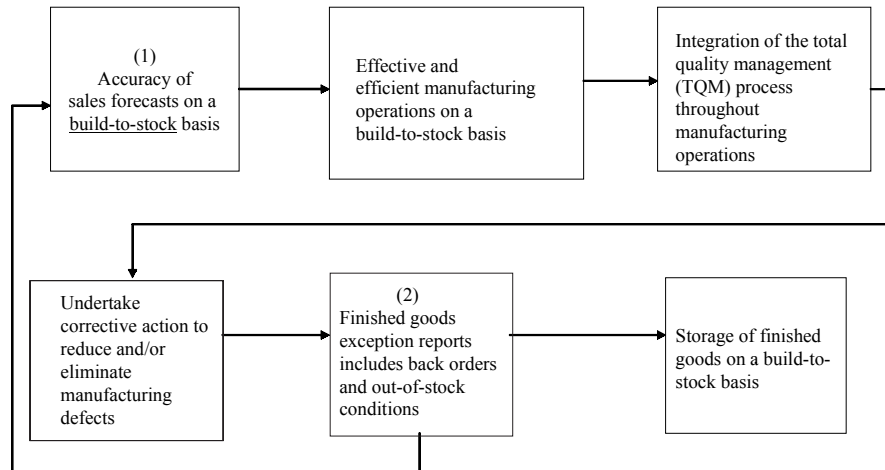 (1)
Accuracy of
sales forecasts on a
build-to-stock basis
Effective and
efficient manufacturing
operations on a
build-to-stock basis
Integration of the total
quality management
(TQM) process
throughout
manufacturing
operations
Undertake
corrective action to
reduce and/or
eliminate
manufacturing
defects
(2)
Finished goods
exception reports
includes back orders
and out-of-stock
conditions
Storage of finished
goods on a build-to-
stock basis